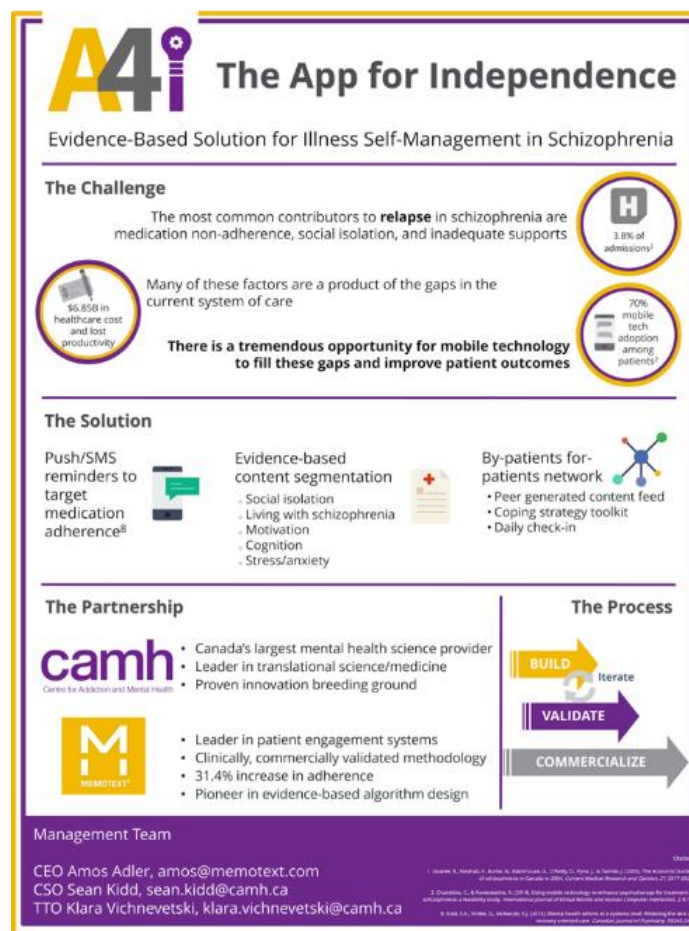 A4i
The App for Independence
Evidence-Based Solution for Illness Self-Management in Schizophrenia
The Challenge
The most common contributors to relapse in schizophrenia are
medication non-adherence, social isolation, and inadequate supports
H
3.8% of
admissions¹
$6.85B in
healthcare cost
and lost
productivity
Many of these factors are a product of the gaps in the
current system of care
There is a tremendous opportunity for mobile technology
to fill these gaps and improve patient outcomes
70%
mobile
tech
adoption
among
patients²
The Solution
Push/SMS
reminders to
target
medication
adherence⁸
Evidence-based
content segmentation
Social isolation
Living with schizophrenia
Motivation
Cognition
Stress/anxiety
By-patients for-
patients network
• Peer generated content feed
• Coping strategy toolkit
• Daily check-in
The Partnership
camh
Centre for Addiction and Mental Health
• Canada's largest mental health science provider
• Leader in translational science/medicine
• Proven innovation breeding ground
MEMOTEXT
• Leader in patient engagement systems
• Clinically, commercially validated methodology
• 31.4% increase in adherence
• Pioneer in evidence-based algorithm design
The Process
BUILD
Iterate
VALIDATE
COMMERCIALIZE
Management Team
CEO Amos Adler, amos@memotext.com
CSO Sean Kidd, sean.kidd@camh.ca
TTO Klara Vichnevetski, klara.vichnevetski@camh.ca